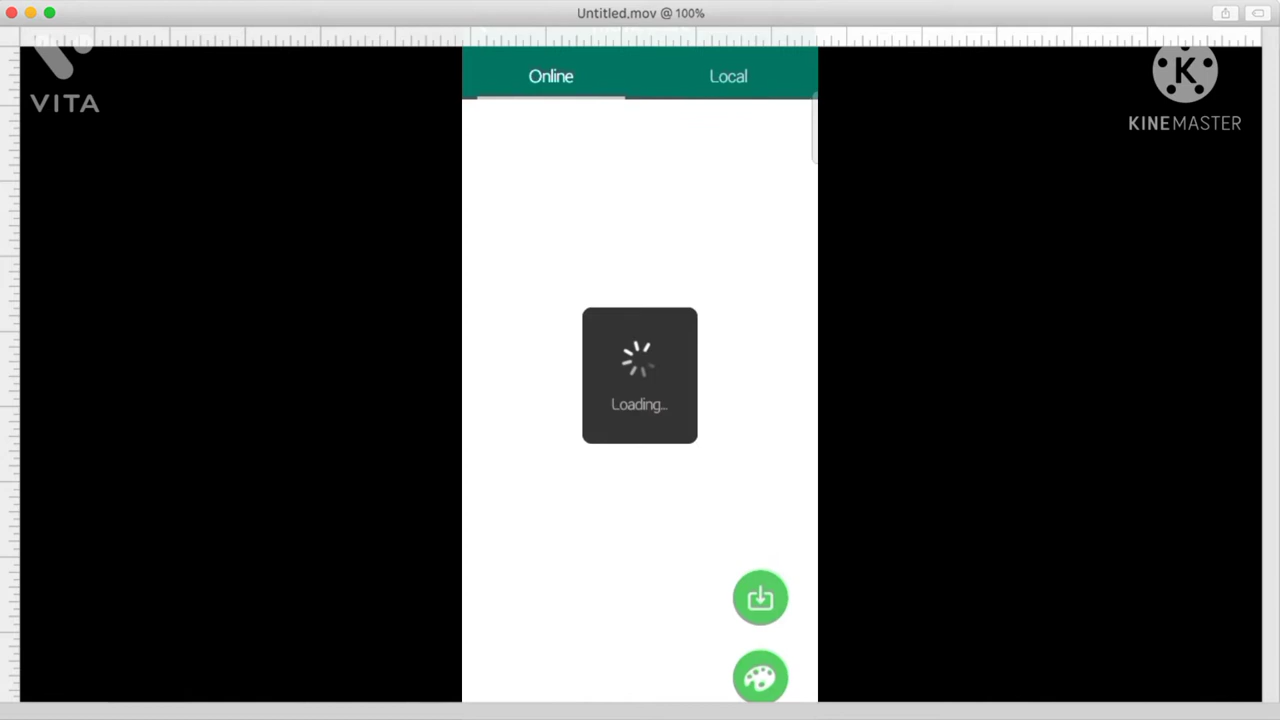 Untitled.mov @ 100%
VITA
KINEMASTER
Online
Local
Loading...